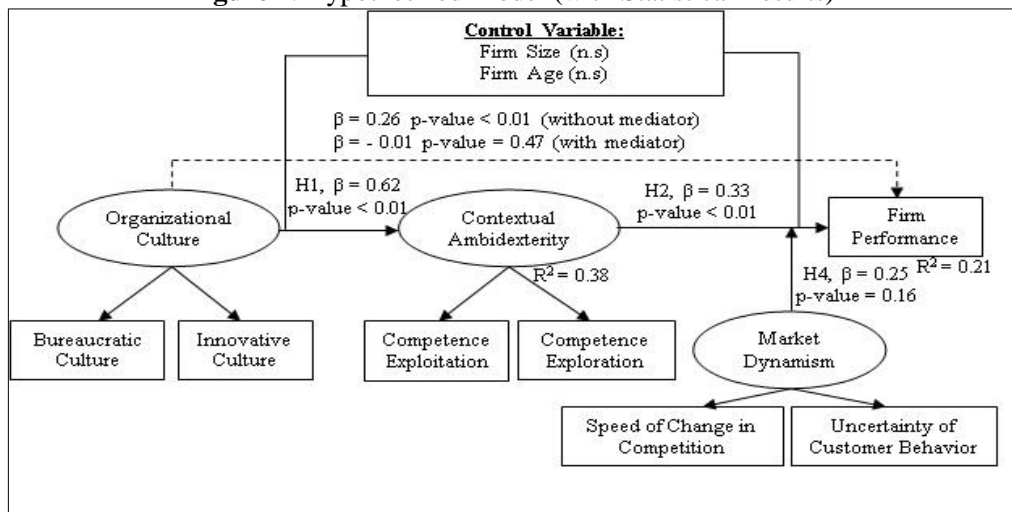 Control Variable:
Firm Size (n.s)
Firm Age (n.s)
β = 0.26 p-value < 0.01 (without mediator)
β = - 0.01 p-value = 0.47 (with mediator)
H1, β = 0.62
p-value < 0.01
H2, β = 0.33
p-value < 0.01
Organizational
Culture
Contextual
Ambidexterity
Firm
Performance
R² = 0.38
R² = 0.21
H4, β = 0.25
p-value = 0.16
Bureaucratic
Culture
Innovative
Culture
Competence
Exploitation
Competence
Exploration
Market
Dynamism
Speed of Change in
Competition
Uncertainty of
Customer Behavior